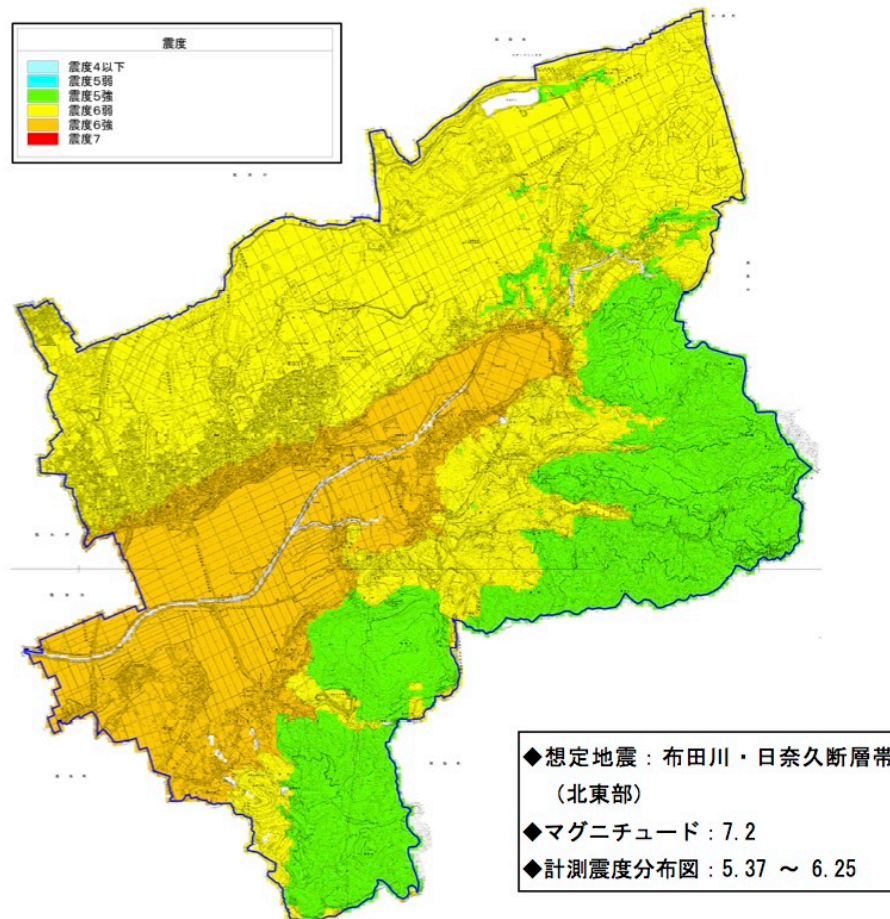 震度
震度4以下
震度5弱
震度5強
震度6弱
震度6強
震度7
◆想定地震：布田川・日奈久断層帯
（北東部）
◆マグニチュード：7.2
◆計測震度分布図：5.37 ～ 6.25